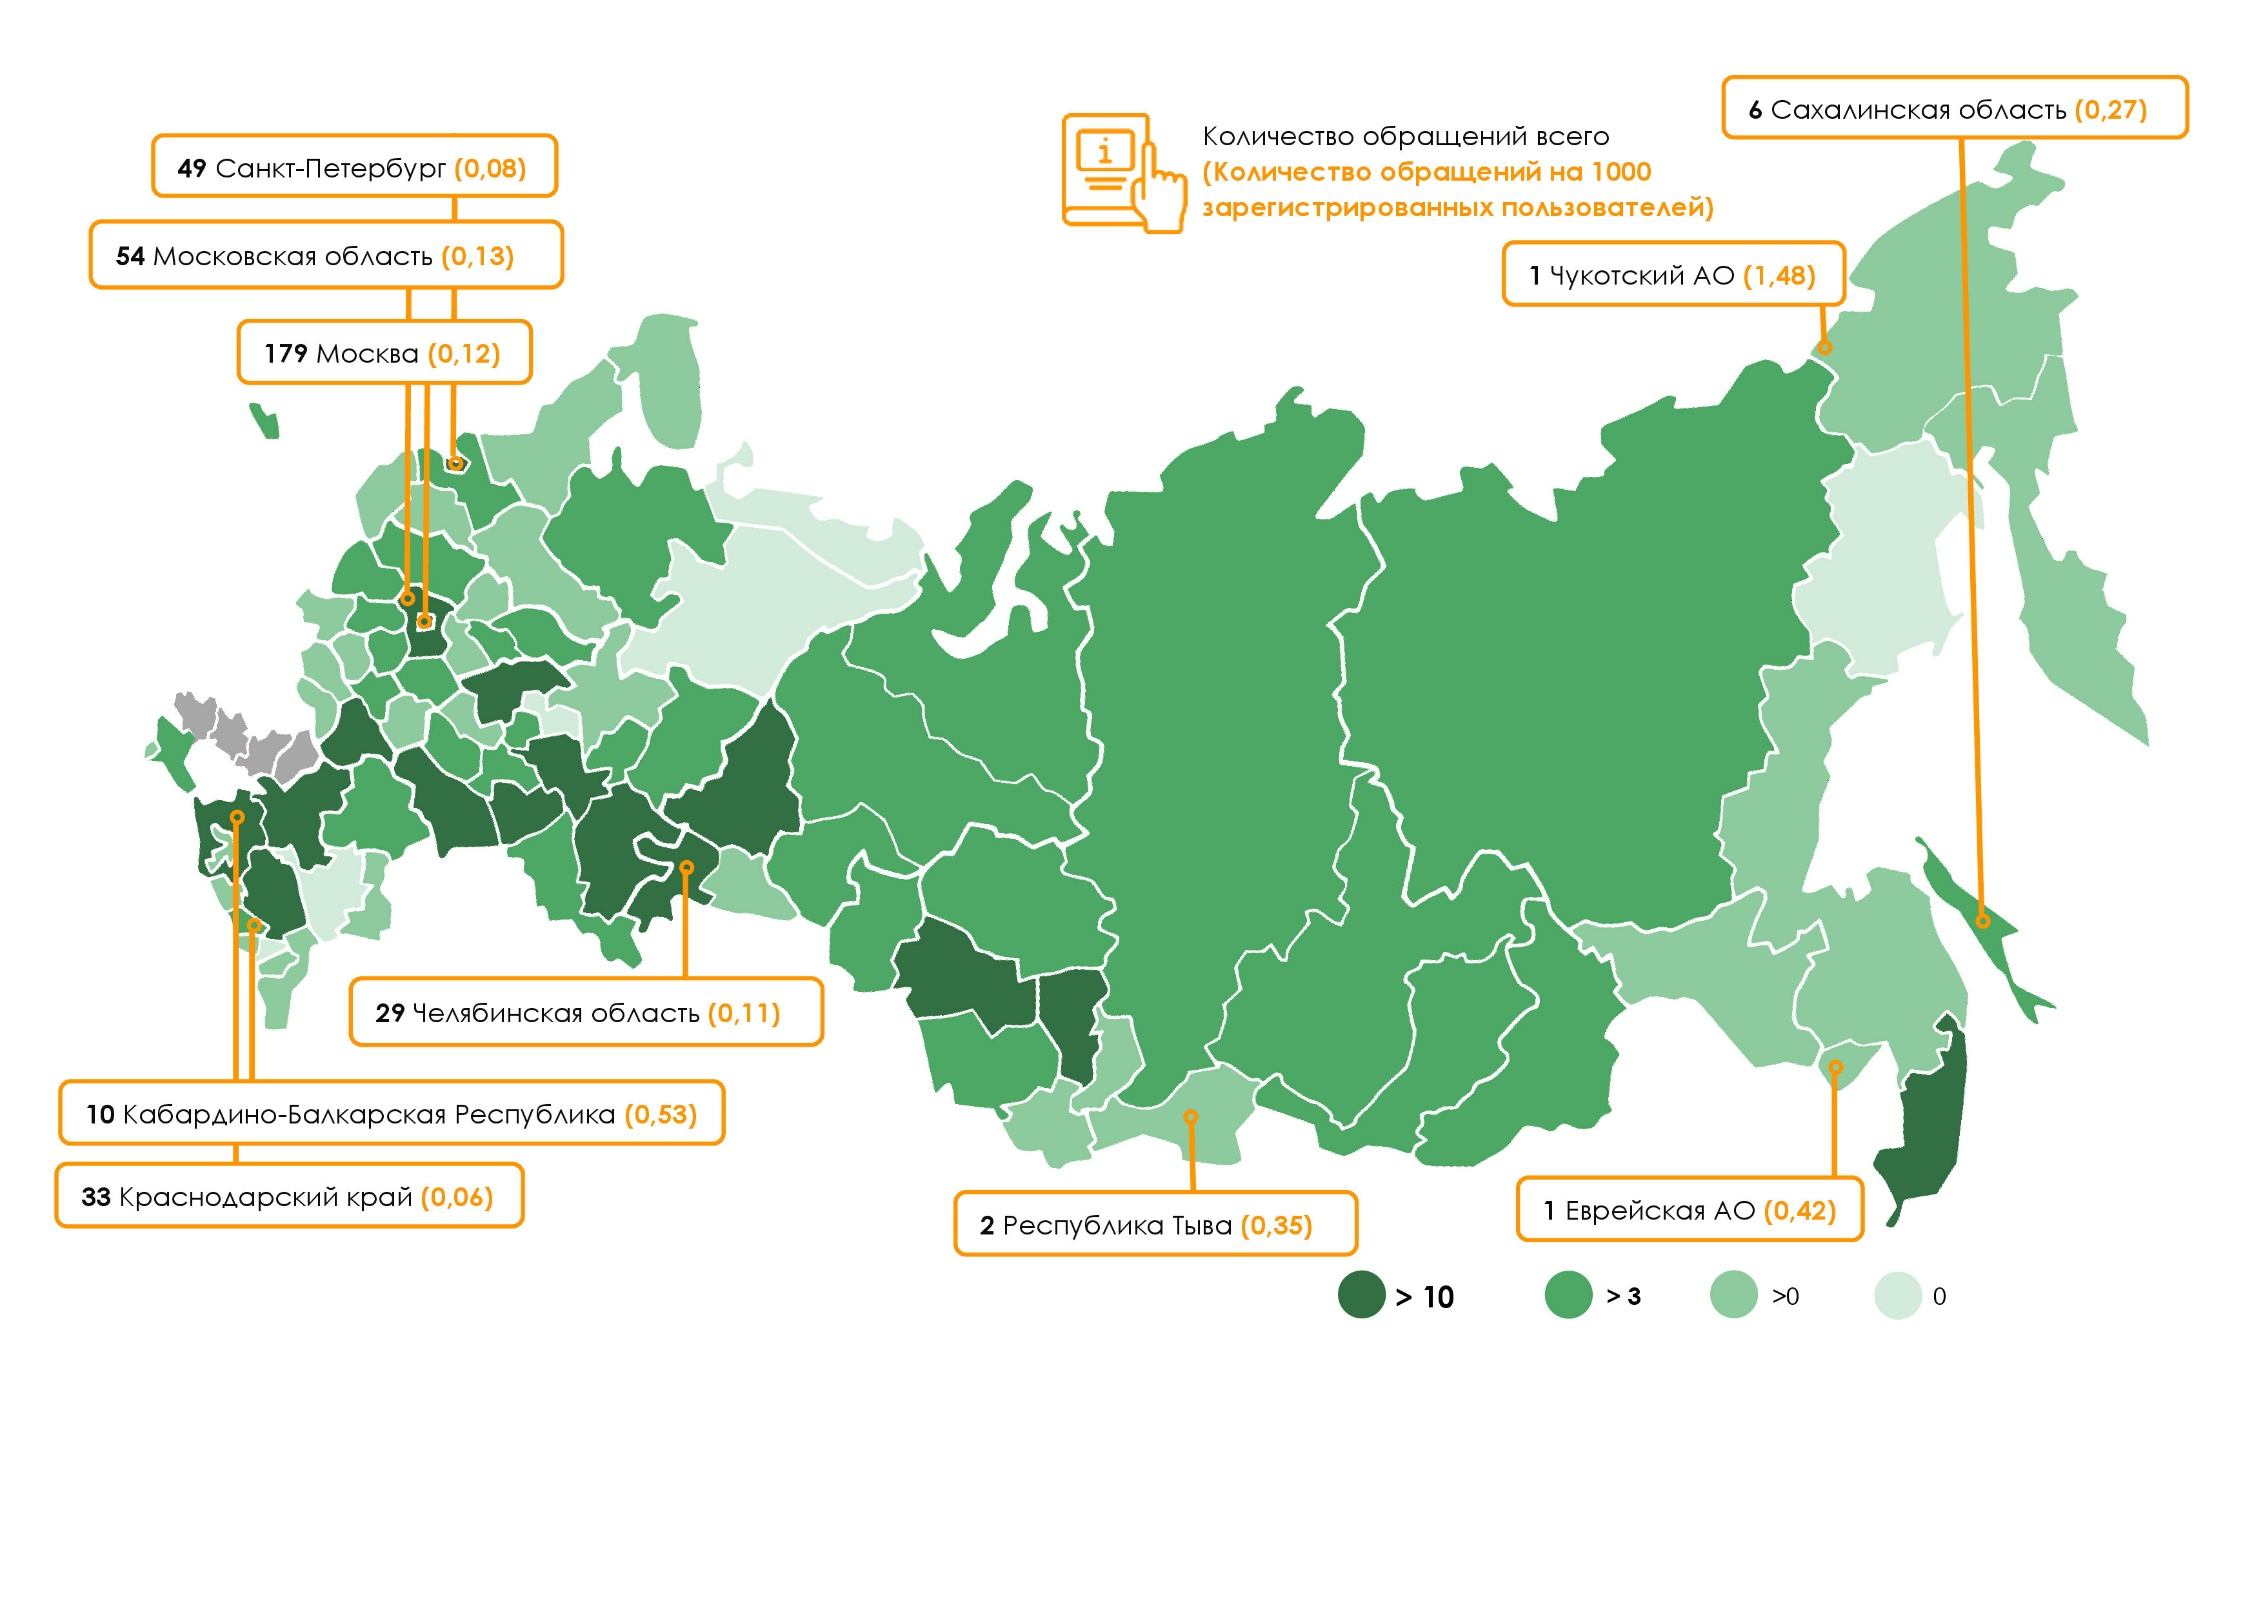 6 Сахалинская область (0,27)
49 Санкт-Петербург (0,08)
i
Количество обращений всего
(Количество обращений на 1000
зарегистрированных пользователей)
54 Московская область (0,13)
1 Чукотский АО (1,48)
179 Москва (0,12)
29 Челябинская область (0,11)
10 Кабардино-Балкарская Республика (0,53)
33 Краснодарский край (0,06)
2 Республика Тыва (0,35)
1 Еврейская АО (0,42)
> 10 > 3 >0 0